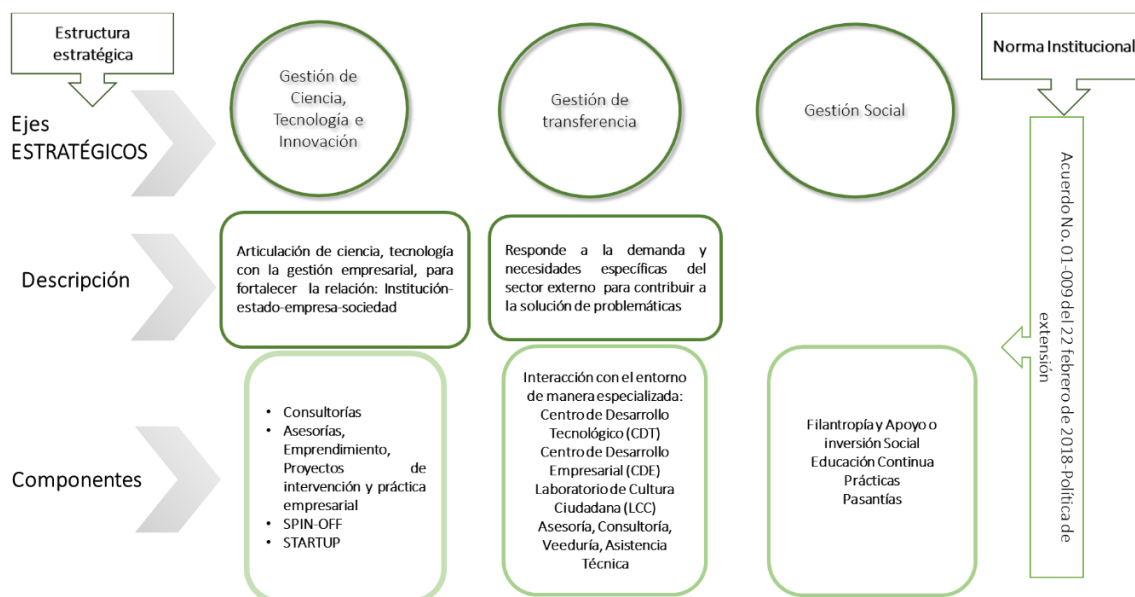 Estructura
estratégica
Norma Institucional
Ejes
ESTRATÉGICOS
Gestión de
Ciencia,
Tecnología e
Innovación
Gestión de
transferencia
Gestión Social
Acuerdo No. 01-009 del 22 febrero de 2018-Política de
extensión
Descripción
Articulación de ciencia, tecnología
con la gestión empresarial, para
fortalecer la relación: Institución-
estado-empresa-sociedad
Responde a la demanda y
necesidades específicas del
sector externo para contribuir a
la solución de problemáticas
Componentes
• Consultorías
• Asesorías,
Emprendimiento,
Proyectos de
intervención y práctica
empresarial
• SPIN-OFF
• STARTUP
Interacción con el entorno
de manera especializada:
Centro de Desarrollo
Tecnológico (CDT)
Centro de Desarrollo
Empresarial (CDE)
Laboratorio de Cultura
Ciudadana (LCC)
Asesoría, Consultoría,
Veeduría, Asistencia
Técnica
Filantropía y Apoyo o
inversión Social
Educación Continua
Prácticas
Pasantías